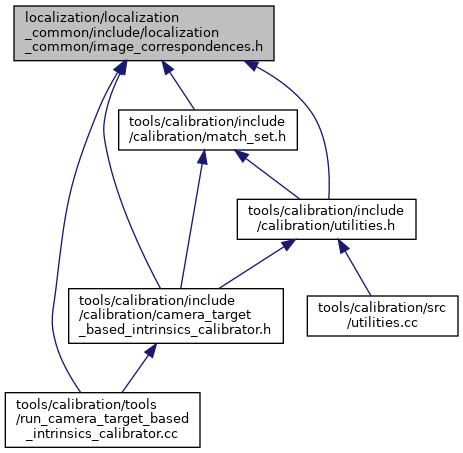 localization/localization
_common/include/localization
_common/image_correspondences.h
tools/calibration/include
/calibration/match_set.h
tools/calibration/include
/calibration/utilities.h
tools/calibration/include
/calibration/camera_target
_based_intrinsics_calibrator.h
tools/calibration/src
/utilities.cc
tools/calibration/tools
/run_camera_target_based
_intrinsics_calibrator.cc